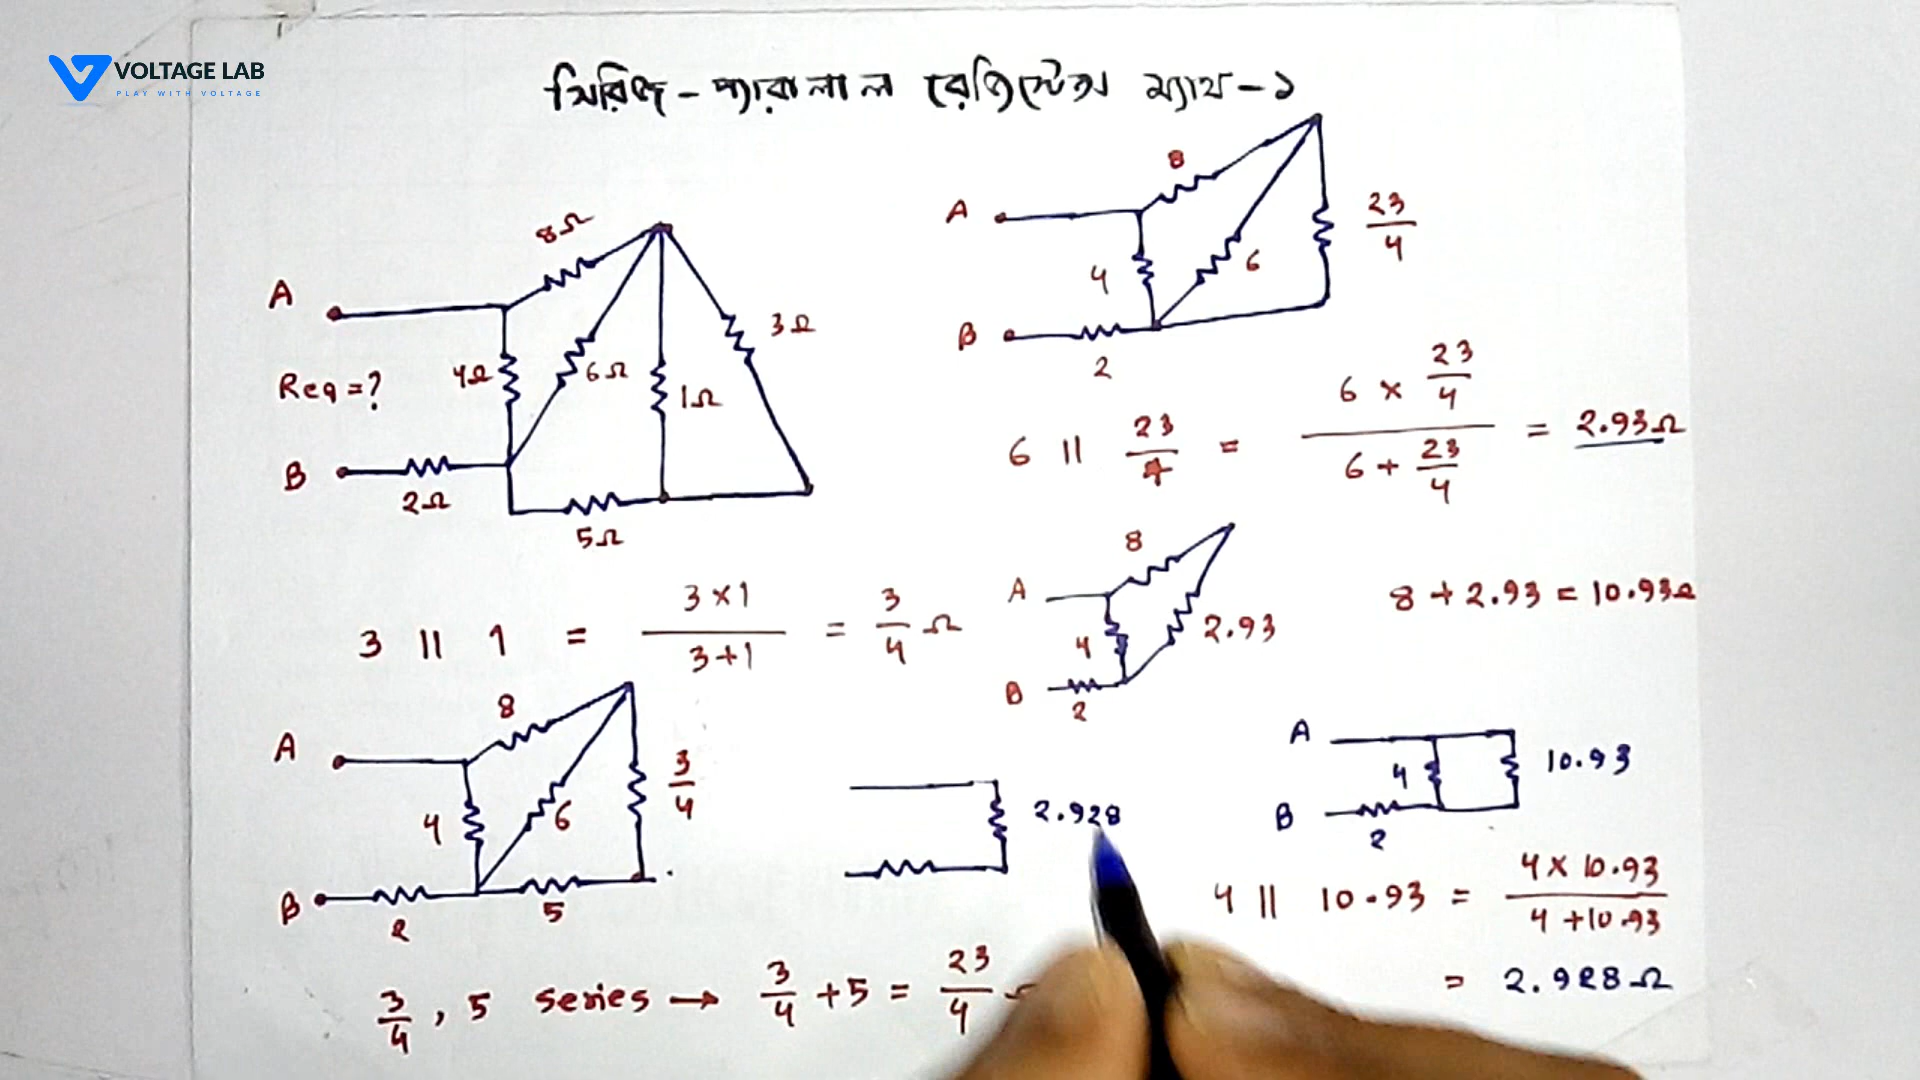 VOLTAGE LAB
PLAY WITH VOLTAGE
সিরিজ - প্যারালাল রেজিস্টেন্স ম্যাথ - ১
8Ω
A
3Ω
4Ω
6Ω
1Ω
Req = ?
B
2Ω
5Ω
3 || 1 = 3×1 / 3+1 = 3/4 Ω
8
A
3/4
4
6
B
2
5
3/4 , 5 series → 3/4 + 5 = 23/4
8
A
23/4
4
6
B
2
6 || 23/4 = 6 × 23/4 / 6 + 23/4 = 2.93Ω
8
A
4
2.93
B
2
8 + 2.93 = 10.93Ω
A
4
10.93
B
2
4 || 10.93 = 4 × 10.93 / 4 + 10.93
= 2.928Ω
2.928